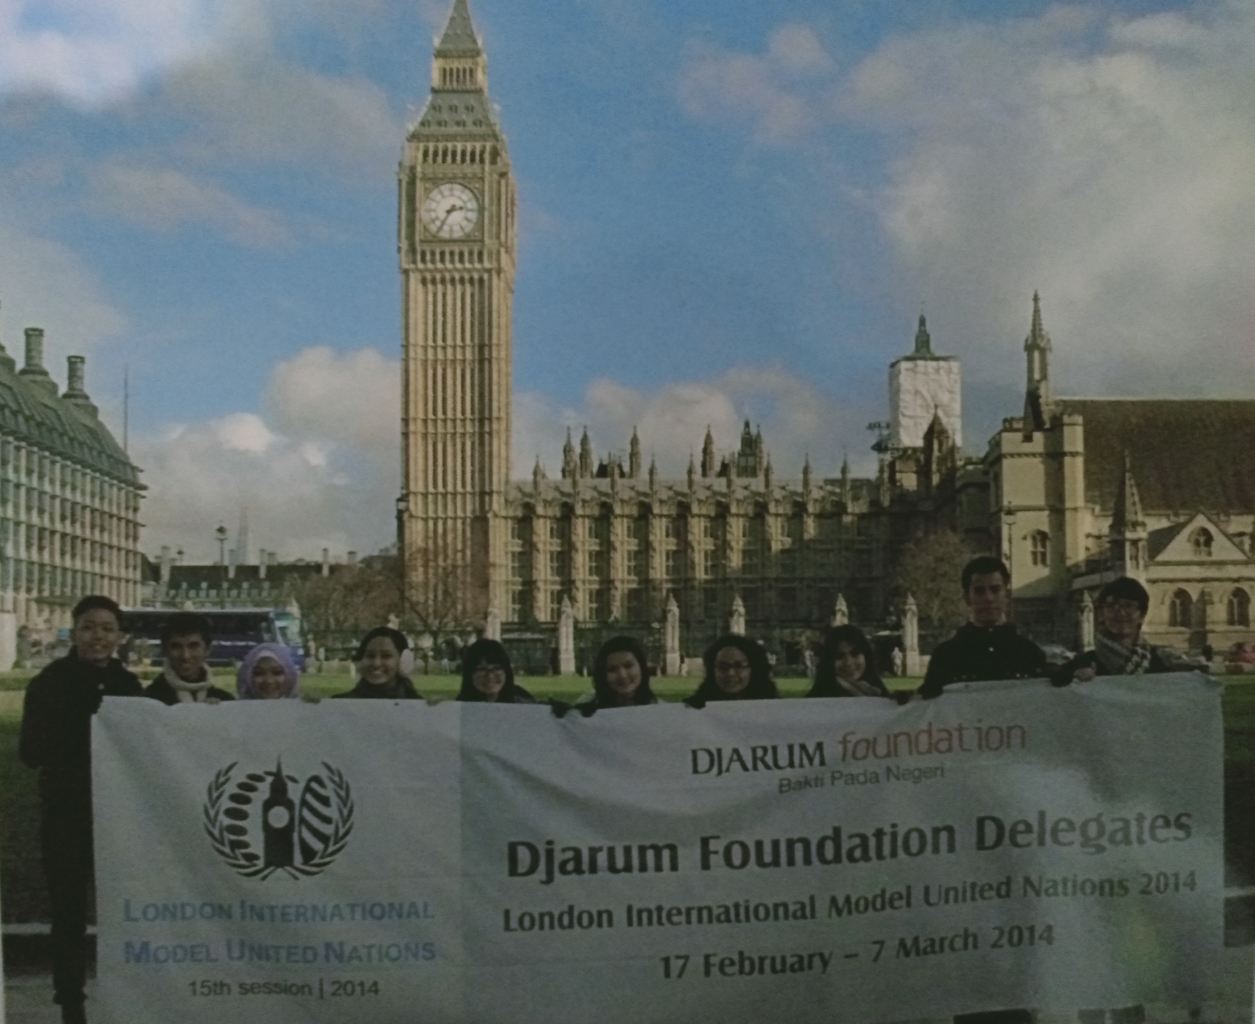 LONDON INTERNATIONAL
MODEL UNITED NATIONS
15th session | 2014
DJARUM foundation
Bakti Pada Negeri
Djarum Foundation Delegates
London International Model United Nations 2014
17 February – 7 March 2014